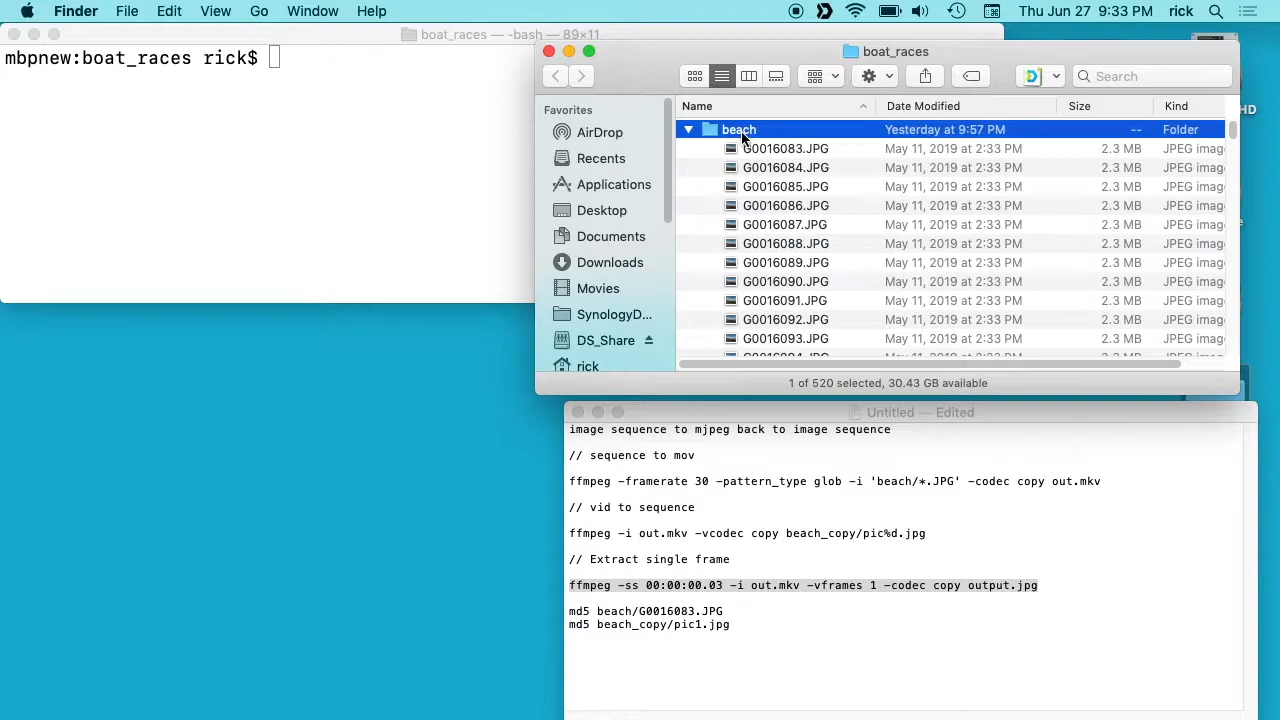 Finder File Edit View Go Window Help Thu Jun 27 9:33 PM rick
boat_races — -bash — 89×11
mbpnew:boat_races rick$
boat_races
Search
Favorites
AirDrop
Recents
Applications
Desktop
Documents
Downloads
Movies
SynologyD...
DS_Share
rick
Name Date Modified Size Kind
beach Yesterday at 9:57 PM -- Folder
G0016083.JPG May 11, 2019 at 2:33 PM 2.3 MB JPEG imag
G0016084.JPG May 11, 2019 at 2:33 PM 2.3 MB JPEG imag
G0016085.JPG May 11, 2019 at 2:33 PM 2.3 MB JPEG imag
G0016086.JPG May 11, 2019 at 2:33 PM 2.3 MB JPEG imag
G0016087.JPG May 11, 2019 at 2:33 PM 2.3 MB JPEG imag
G0016088.JPG May 11, 2019 at 2:33 PM 2.3 MB JPEG imag
G0016089.JPG May 11, 2019 at 2:33 PM 2.3 MB JPEG imag
G0016090.JPG May 11, 2019 at 2:33 PM 2.3 MB JPEG imag
G0016091.JPG May 11, 2019 at 2:33 PM 2.3 MB JPEG imag
G0016092.JPG May 11, 2019 at 2:33 PM 2.3 MB JPEG imag
G0016093.JPG May 11, 2019 at 2:33 PM 2.3 MB JPEG imag
1 of 520 selected, 30.43 GB available
HD
Untitled — Edited
image sequence to mjpeg back to image sequence
// sequence to mov
ffmpeg -framerate 30 -pattern_type glob -i 'beach/*.JPG' -codec copy out.mkv
// vid to sequence
ffmpeg -i out.mkv -vcodec copy beach_copy/pic%d.jpg
// Extract single frame
ffmpeg -ss 00:00:00.03 -i out.mkv -vframes 1 -codec copy output.jpg
md5 beach/G0016083.JPG
md5 beach_copy/pic1.jpg